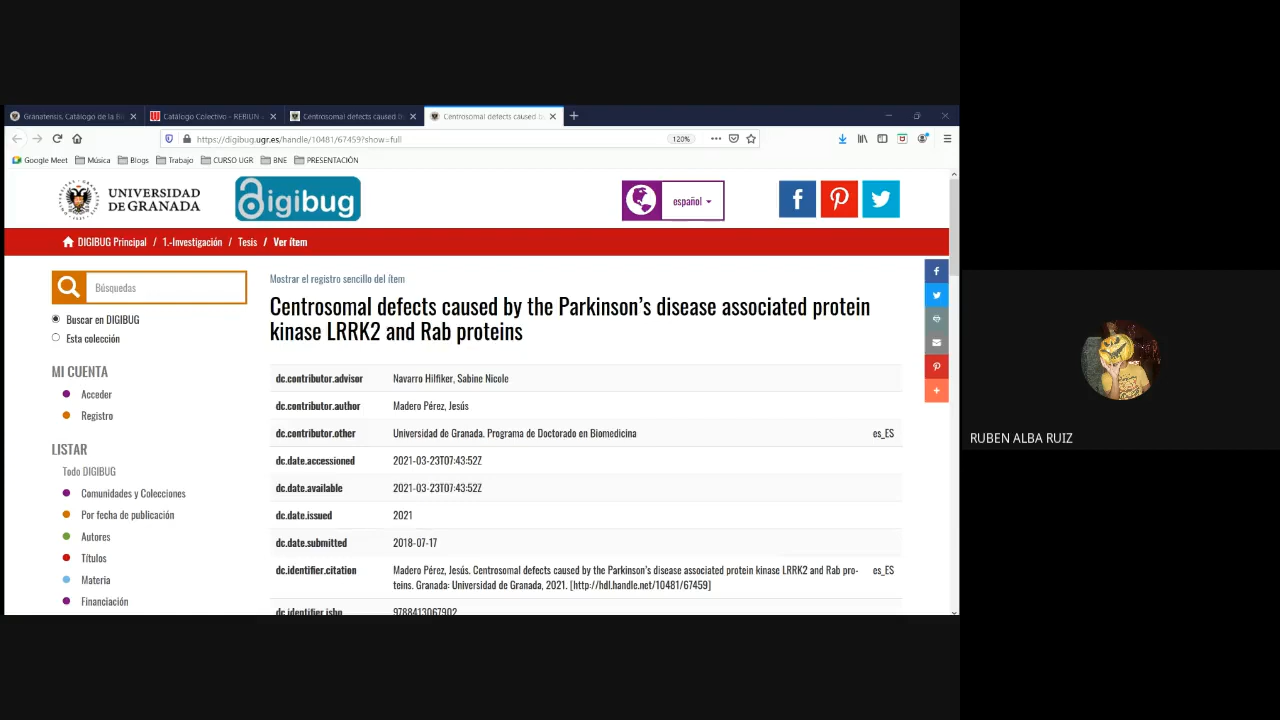 Granatensis. Catálogo de la Bi
Catálogo Colectivo - REBIUN -
Centrosomal defects caused by t
Centrosomal defects caused by
https://digibug.ugr.es/handle/10481/67459?show=full
120%
Google Meet
Música
Blogs
Trabajo
CURSO UGR
BNE
PRESENTACIÓN
UNIVERSIDAD
DE GRANADA
digibug
español
DIGIBUG Principal / 1.-Investigación / Tesis / Ver ítem
Búsquedas
Buscar en DIGIBUG
Esta colección
MI CUENTA
Acceder
Registro
LISTAR
Todo DIGIBUG
Comunidades y Colecciones
Por fecha de publicación
Autores
Títulos
Materia
Financiación
Mostrar el registro sencillo del ítem
Centrosomal defects caused by the Parkinson's disease associated protein
kinase LRRK2 and Rab proteins
dc.contributor.advisor Navarro Hilfiker, Sabine Nicole
dc.contributor.author Madero Pérez, Jesús
dc.contributor.other Universidad de Granada. Programa de Doctorado en Biomedicina es_ES
dc.date.accessioned 2021-03-23T07:43:52Z
dc.date.available 2021-03-23T07:43:52Z
dc.date.issued 2021
dc.date.submitted 2018-07-17
dc.identifier.citation Madero Pérez, Jesús. Centrosomal defects caused by the Parkinson's disease associated protein kinase LRRK2 and Rab pro- es_ES
teins. Granada: Universidad de Granada, 2021. [http://hdl.handle.net/10481/67459]
dc.identifier.isbn 9788413067902
RUBEN ALBA RUIZ